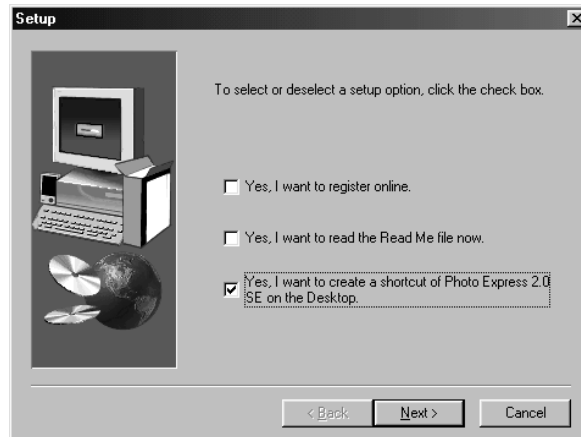 Setup
To select or deselect a setup option, click the check box.
Yes, I want to register online.
Yes, I want to read the Read Me file now.
Yes, I want to create a shortcut of Photo Express 2.0
SE on the Desktop.
< Back
Next >
Cancel